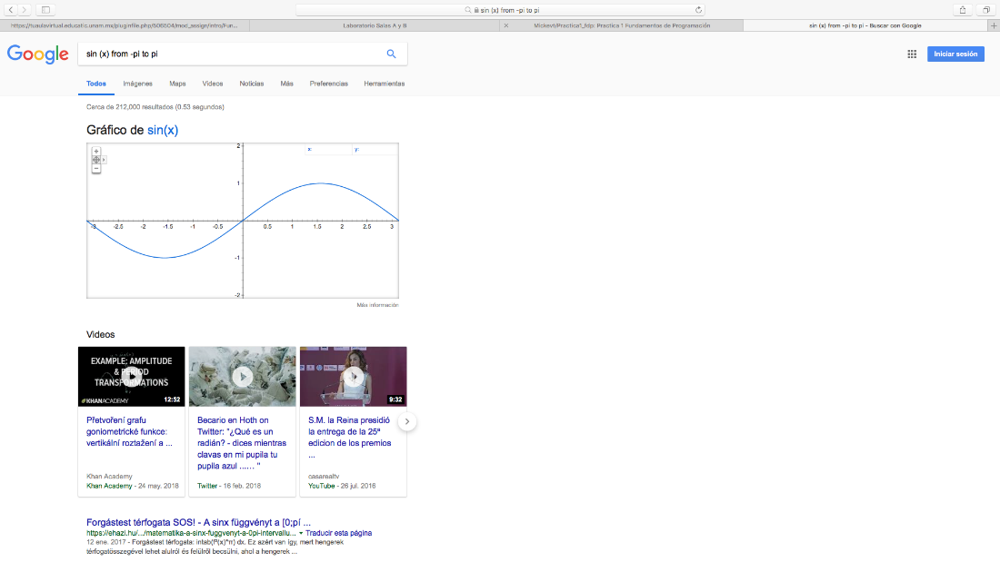 sin (x) from -pi to pi
https://tuaulavirtual.educatic.unam.mx/pluginfile.php/506504/mod_assign/intro/Fun...
Laboratorio Salas A y B
Mickevt/Practica1_fdp: Practica 1 Fundamentos de Programación
sin (x) from -pi to pi - Buscar con Google
Google
sin (x) from -pi to pi
Iniciar sesión
Todos Imágenes Maps Videos Noticias Más Preferencias Herramientas
Cerca de 212,000 resultados (0.53 segundos)
Gráfico de sin(x)
x: y:
2
1
-3 -2.5 -2 -1.5 -1 -0.5 0.5 1 1.5 2 2.5 3
-1
-2
Más información
Videos
EXAMPLE: AMPLITUDE
& PERIOD
TRANSFORMATIONS
KHANACADEMY
12:52
Přetvoření grafu
goniometrické funkce:
vertikální roztažení a ...
Khan Academy
Khan Academy - 24 may. 2018
Becario en Hoth on
Twitter: "¿Qué es un
radián? - dices mientras
clavas en mi pupila tu
pupila azul ...... "
Twitter - 16 feb. 2018
9:32
S.M. la Reina presidió
la entrega de la 25ª
edicion de los premios
...
casarealtv
YouTube - 26 jul. 2016
Forgástest térfogata SOS! - A sinx függvényt a [0;pí ...
https://ehazi.hu/.../matematika-a-sinx-fuggvenyt-a-0pi-intervallu... Traducir esta página
12 ene. 2017 - Forgástest térfogata: intab(f²(x)*π) dx. Ez azért van így, mert hengerek
térfogatösszegével lehet alulról és felülről becsülni, ahol a hengerek ...